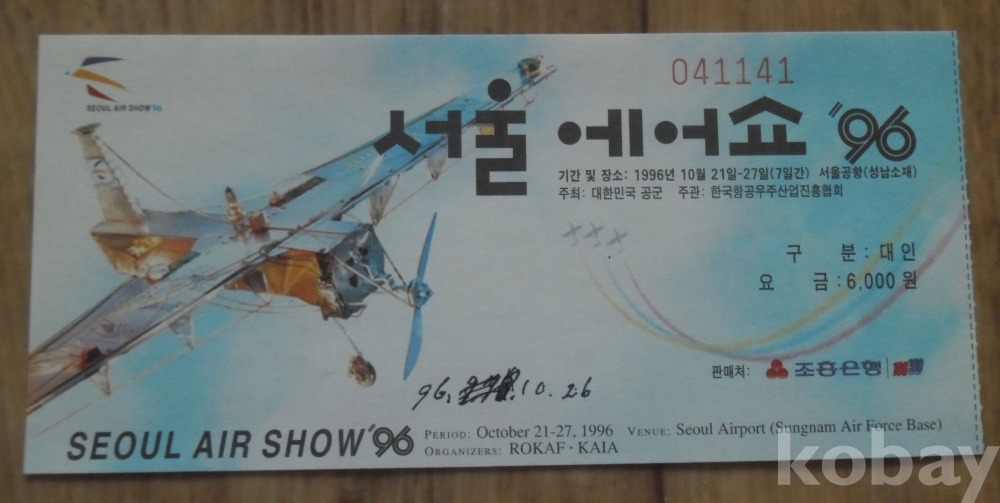 SEOUL AIR SHOW '96
041141
서울 에어쇼 '96
기간 및 장소: 1996년 10월 21일-27일(7일간) 서울공항(성남소재)
주최: 대한민국 공군 주관: 한국항공우주산업진흥협회
구 분 : 대 인
요 금 : 6,000 원
판매처: 조흥은행
96. 10. 26
SEOUL AIR SHOW '96
PERIOD: October 21-27, 1996 VENUE: Seoul Airport (Sungnam Air Force Base)
ORGANIZERS: ROKAF · KAIA
kobay